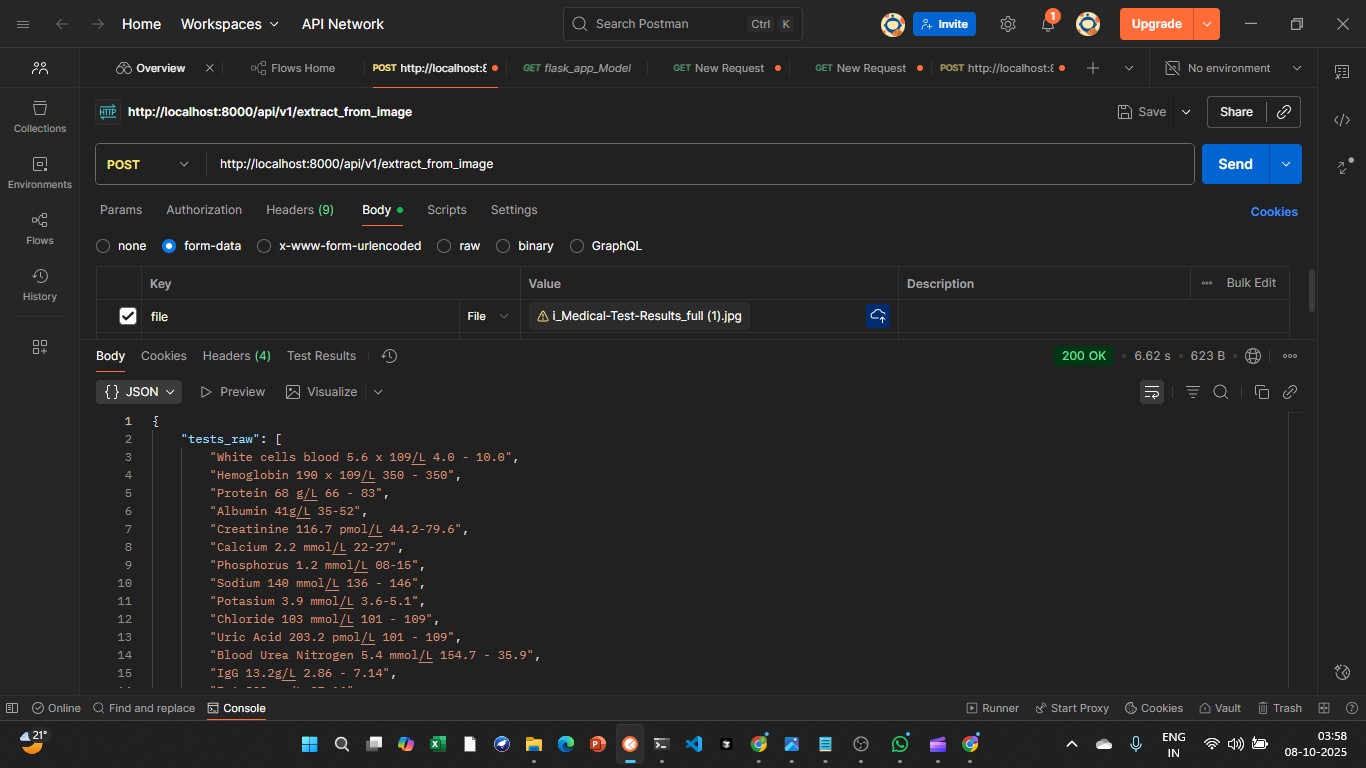 Home Workspaces API Network Search Postman Ctrl K Invite 1 Upgrade
Overview Flows Home POST http://localhost:8 GET flask_app_Model GET New Request GET New Request POST http://localhost:8 No environment
HTTP http://localhost:8000/api/v1/extract_from_image Save Share
Collections
Environments
Flows
History
POST http://localhost:8000/api/v1/extract_from_image Send
Params Authorization Headers (9) Body Scripts Settings Cookies
none form-data x-www-form-urlencoded raw binary GraphQL
Key Value Description Bulk Edit
file File i_Medical-Test-Results_full (1).jpg
Body Cookies Headers (4) Test Results 200 OK 6.62 s 623 B
{} JSON Preview Visualize
1 {
2 "tests_raw": [
3 "White cells blood 5.6 x 109/L 4.0 - 10.0",
4 "Hemoglobin 190 x 109/L 350 - 350",
5 "Protein 68 g/L 66 - 83",
6 "Albumin 41g/L 35-52",
7 "Creatinine 116.7 pmol/L 44.2-79.6",
8 "Calcium 2.2 mmol/L 22-27",
9 "Phosphorus 1.2 mmol/L 08-15",
10 "Sodium 140 mmol/L 136 - 146",
11 "Potasium 3.9 mmol/L 3.6-5.1",
12 "Chloride 103 mmol/L 101 - 109",
13 "Uric Acid 203.2 pmol/L 101 - 109",
14 "Blood Urea Nitrogen 5.4 mmol/L 154.7 - 35.9",
15 "IgG 13.2g/L 2.86 - 7.14",
Online Find and replace Console Runner Start Proxy Cookies Vault Trash
21° ENG IN 03:58
08-10-2025